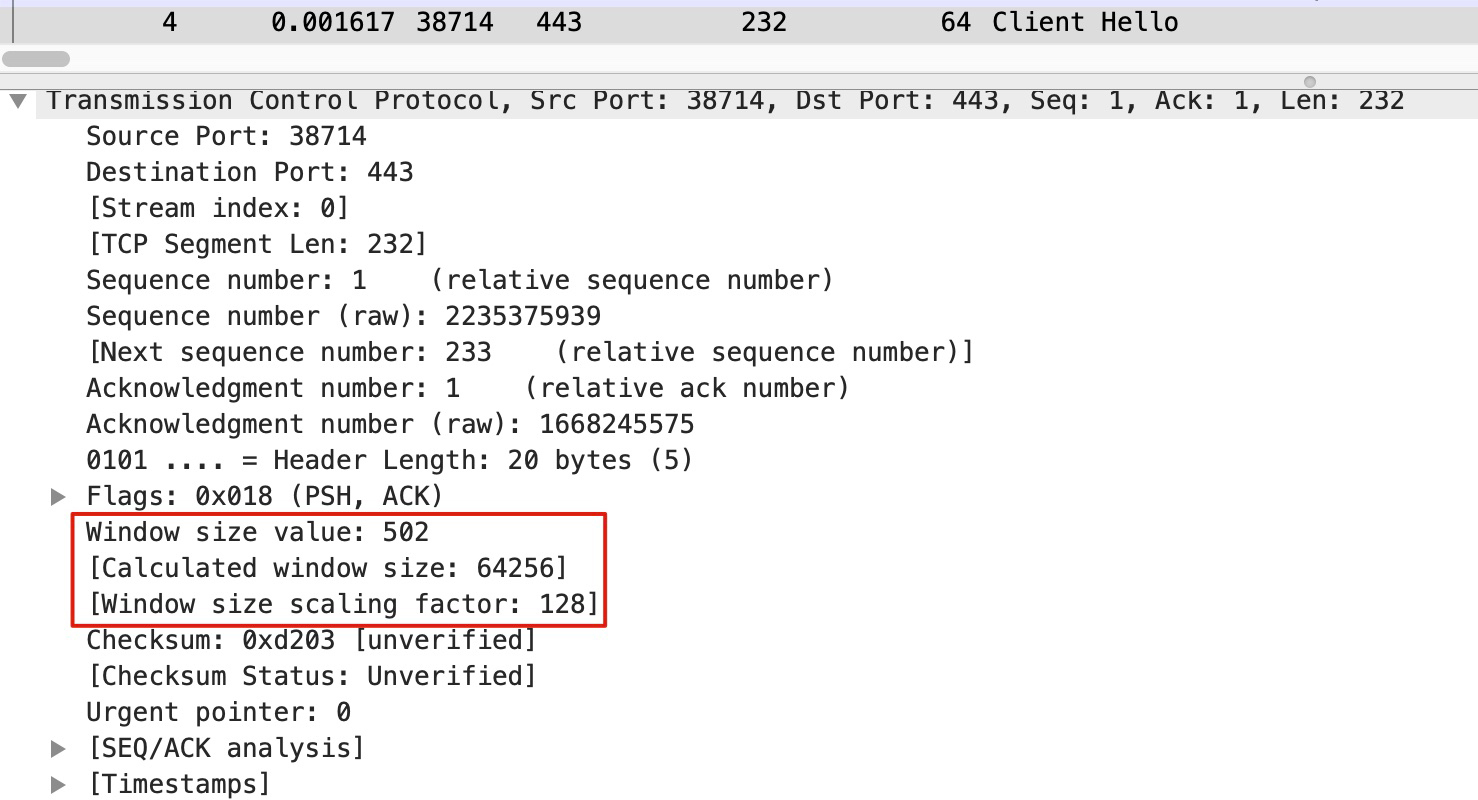 4 0.001617 38714 443 232 64 Client Hello
Transmission Control Protocol, Src Port: 38714, Dst Port: 443, Seq: 1, Ack: 1, Len: 232
Source Port: 38714
Destination Port: 443
[Stream index: 0]
[TCP Segment Len: 232]
Sequence number: 1 (relative sequence number)
Sequence number (raw): 2235375939
[Next sequence number: 233 (relative sequence number)]
Acknowledgment number: 1 (relative ack number)
Acknowledgment number (raw): 1668245575
0101 .... = Header Length: 20 bytes (5)
Flags: 0x018 (PSH, ACK)
Window size value: 502
[Calculated window size: 64256]
[Window size scaling factor: 128]
Checksum: 0xd203 [unverified]
[Checksum Status: Unverified]
Urgent pointer: 0
[SEQ/ACK analysis]
[Timestamps]